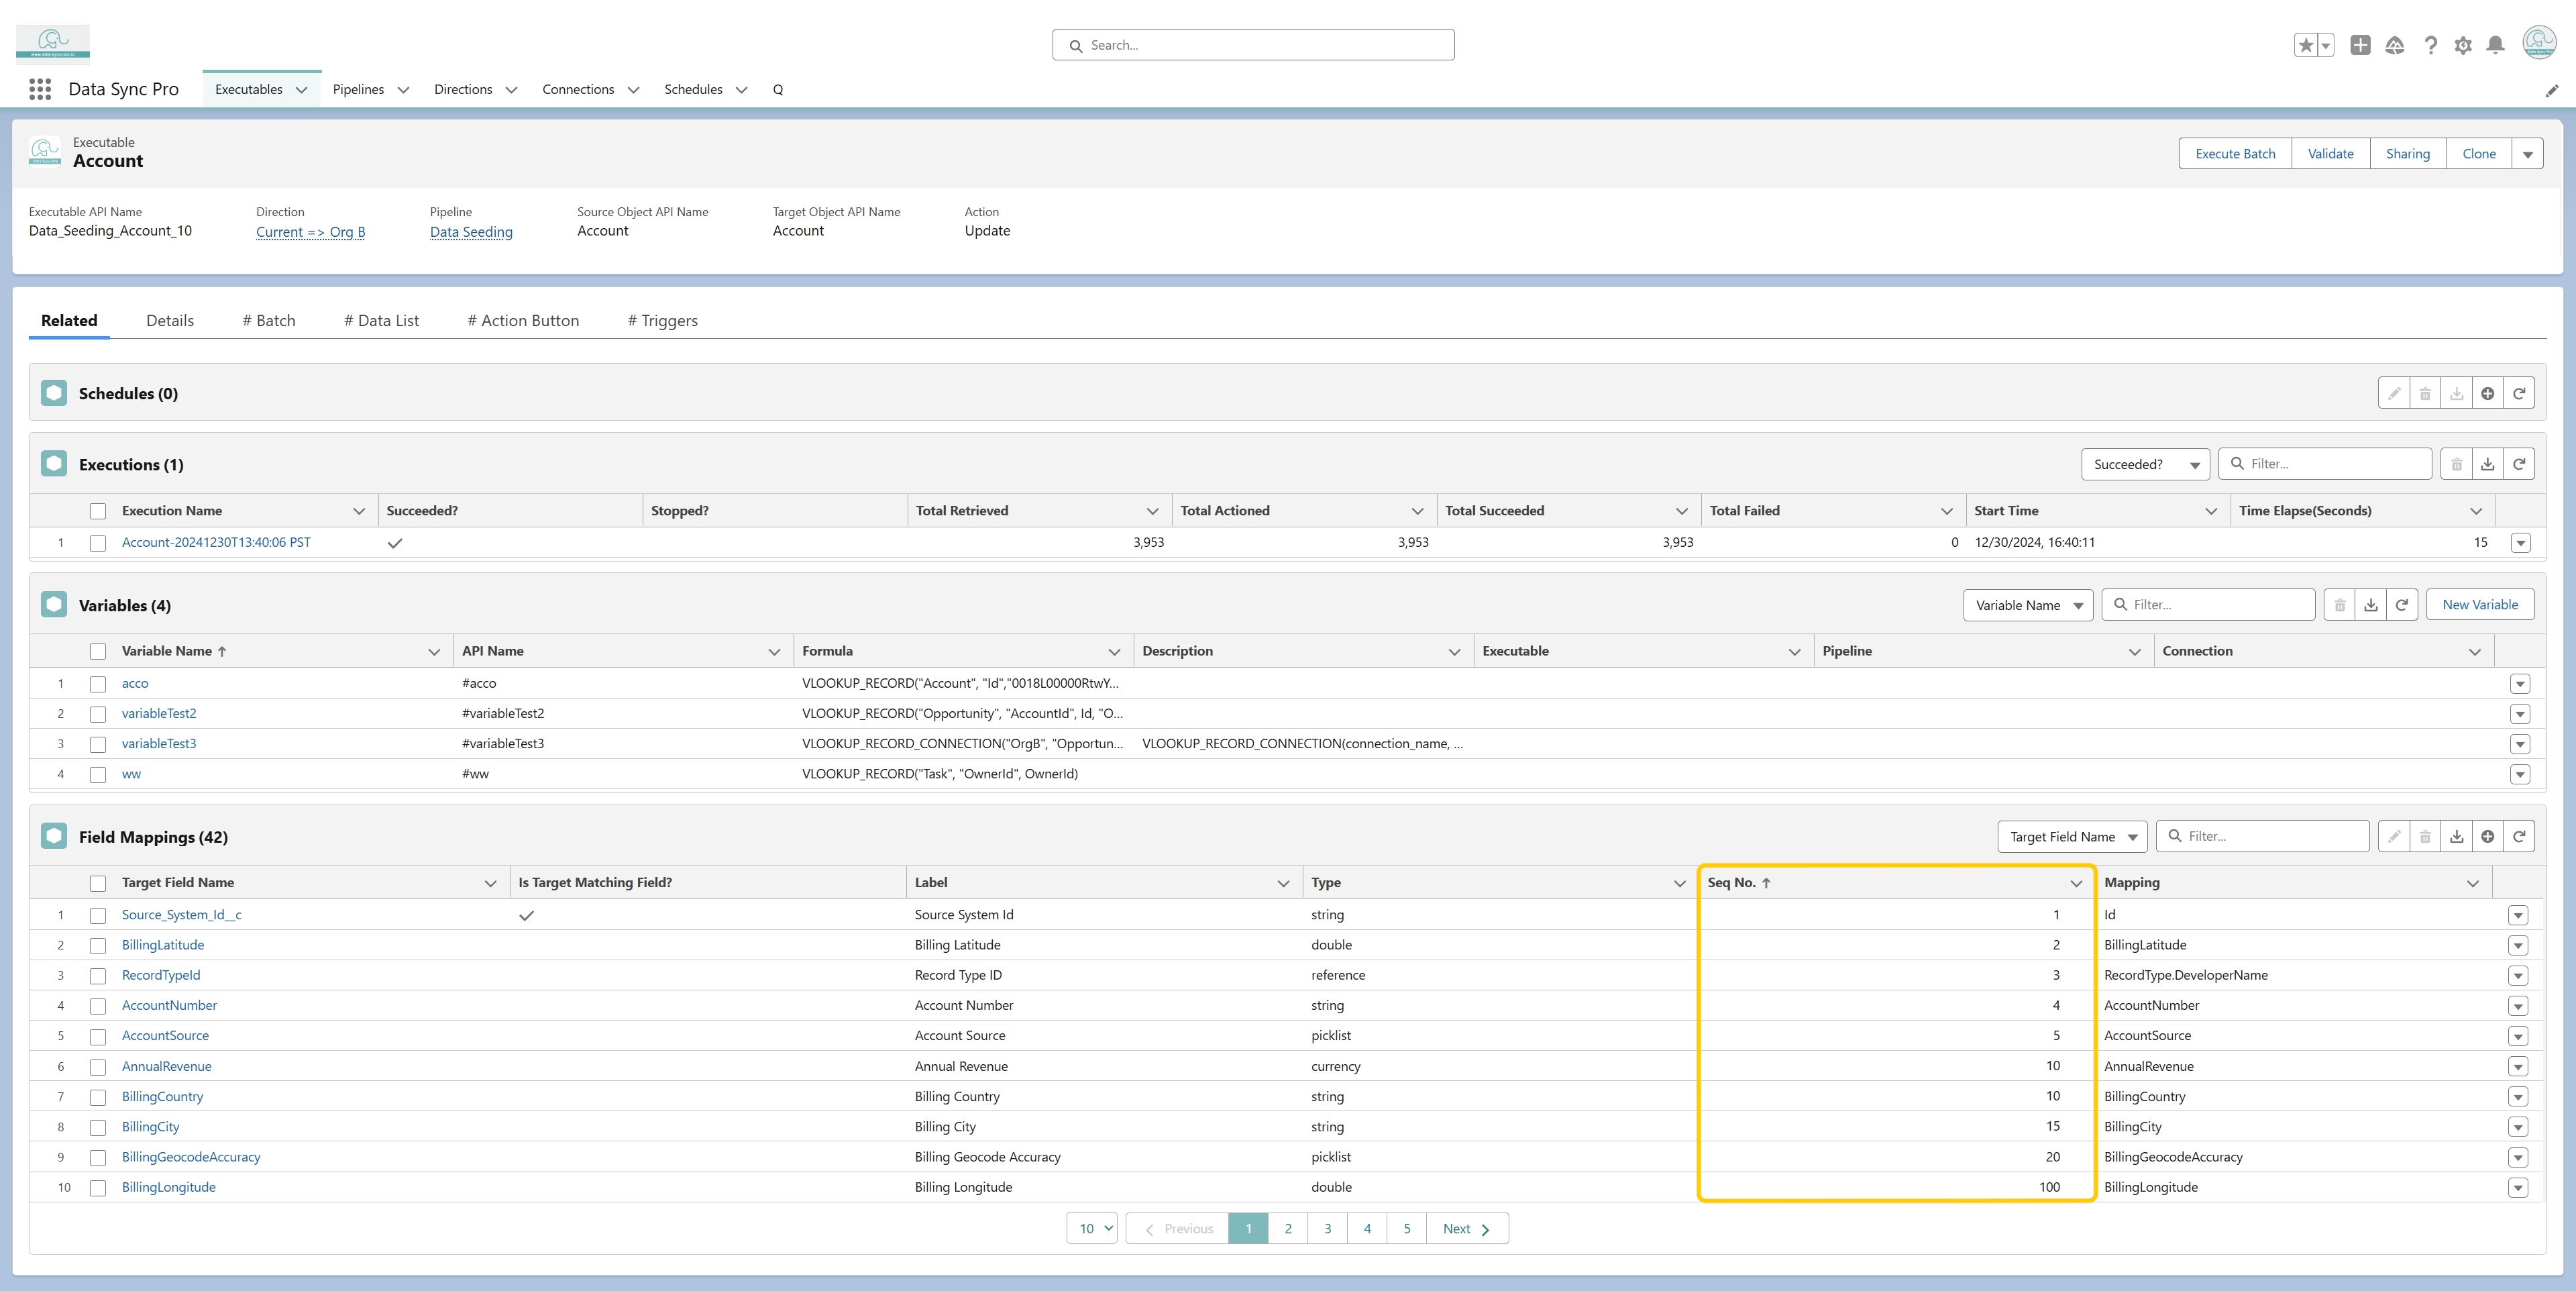 www.data-sync-pro.io
Search...
Data Sync Pro
Executables Pipelines Directions Connections Schedules Q
Executable
Account
Execute Batch Validate Sharing Clone
Executable API Name Direction Pipeline Source Object API Name Target Object API Name Action
Data_Seeding_Account_10 Current => Org B Data Seeding Account Account Update
Related Details # Batch # Data List # Action Button # Triggers
Schedules (0)
Executions (1) Succeeded? Filter...
Execution Name Succeeded? Stopped? Total Retrieved Total Actioned Total Succeeded Total Failed Start Time Time Elapse(Seconds)
1 Account-20241230T13:40:06 PST 3,953 3,953 3,953 0 12/30/2024, 16:40:11 15
Variables (4) Variable Name Filter... New Variable
Variable Name ↑ API Name Formula Description Executable Pipeline Connection
1 acco #acco VLOOKUP_RECORD("Account", "Id","0018L00000RtwY...
2 variableTest2 #variableTest2 VLOOKUP_RECORD("Opportunity", "AccountId", Id, "O...
3 variableTest3 #variableTest3 VLOOKUP_RECORD_CONNECTION("OrgB", "Opportun... VLOOKUP_RECORD_CONNECTION(connection_name, ...
4 ww #ww VLOOKUP_RECORD("Task", "OwnerId", OwnerId)
Field Mappings (42) Target Field Name Filter...
Target Field Name Is Target Matching Field? Label Type Seq No. ↑ Mapping
1 Source_System_Id__c Source System Id string 1 Id
2 BillingLatitude Billing Latitude double 2 BillingLatitude
3 RecordTypeId Record Type ID reference 3 RecordType.DeveloperName
4 AccountNumber Account Number string 4 AccountNumber
5 AccountSource Account Source picklist 5 AccountSource
6 AnnualRevenue Annual Revenue currency 10 AnnualRevenue
7 BillingCountry Billing Country string 10 BillingCountry
8 BillingCity Billing City string 15 BillingCity
9 BillingGeocodeAccuracy Billing Geocode Accuracy picklist 20 BillingGeocodeAccuracy
10 BillingLongitude Billing Longitude double 100 BillingLongitude
10 Previous 1 2 3 4 5 Next